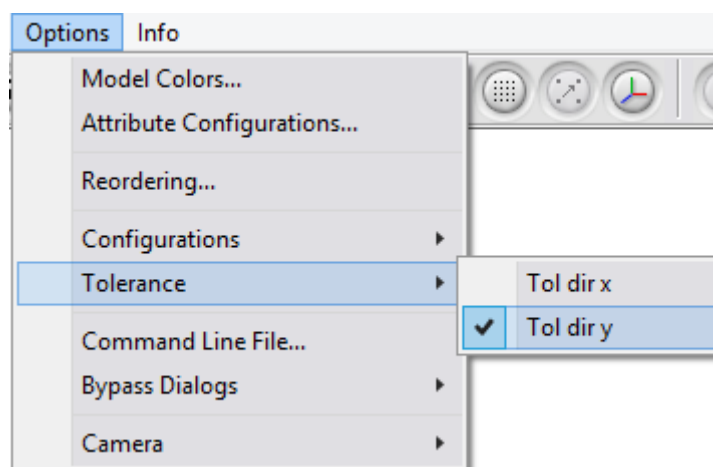 Options Info
Model Colors...
Attribute Configurations...
Reordering...
Configurations
Tolerance
Tol dir x
Tol dir y
Command Line File...
Bypass Dialogs
Camera